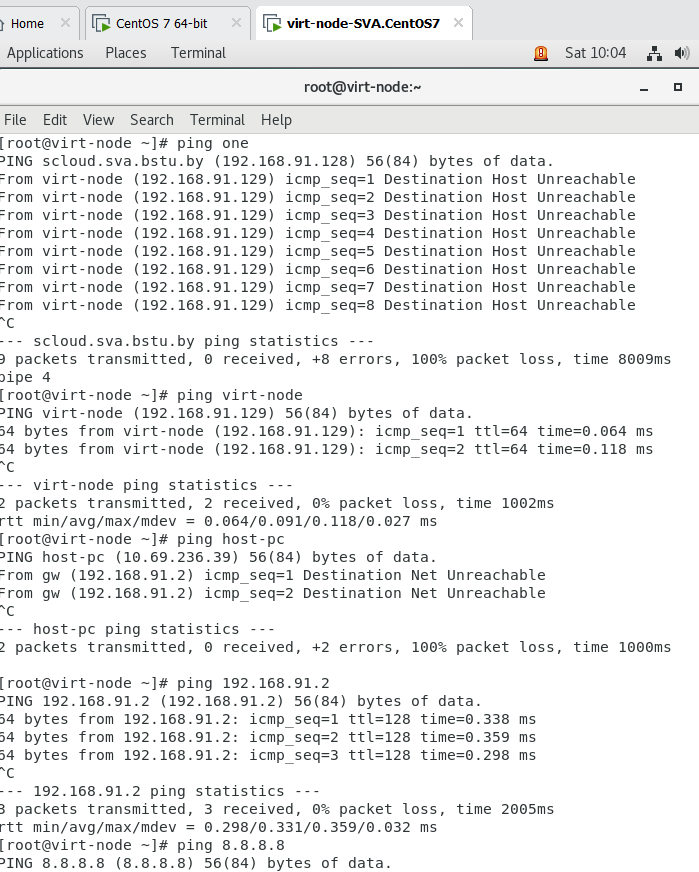 Home × CentOS 7 64-bit × virt-node-SVA.CentOS7 ×
Applications Places Terminal Sat 10:04
root@virt-node:~
File Edit View Search Terminal Help
[root@virt-node ~]# ping one
PING scloud.sva.bstu.by (192.168.91.128) 56(84) bytes of data.
From virt-node (192.168.91.129) icmp_seq=1 Destination Host Unreachable
From virt-node (192.168.91.129) icmp_seq=2 Destination Host Unreachable
From virt-node (192.168.91.129) icmp_seq=3 Destination Host Unreachable
From virt-node (192.168.91.129) icmp_seq=4 Destination Host Unreachable
From virt-node (192.168.91.129) icmp_seq=5 Destination Host Unreachable
From virt-node (192.168.91.129) icmp_seq=6 Destination Host Unreachable
From virt-node (192.168.91.129) icmp_seq=7 Destination Host Unreachable
From virt-node (192.168.91.129) icmp_seq=8 Destination Host Unreachable
^C
--- scloud.sva.bstu.by ping statistics ---
9 packets transmitted, 0 received, +8 errors, 100% packet loss, time 8009ms
pipe 4
[root@virt-node ~]# ping virt-node
PING virt-node (192.168.91.129) 56(84) bytes of data.
64 bytes from virt-node (192.168.91.129): icmp_seq=1 ttl=64 time=0.064 ms
64 bytes from virt-node (192.168.91.129): icmp_seq=2 ttl=64 time=0.118 ms
^C
--- virt-node ping statistics ---
2 packets transmitted, 2 received, 0% packet loss, time 1002ms
rtt min/avg/max/mdev = 0.064/0.091/0.118/0.027 ms
[root@virt-node ~]# ping host-pc
PING host-pc (10.69.236.39) 56(84) bytes of data.
From gw (192.168.91.2) icmp_seq=1 Destination Net Unreachable
From gw (192.168.91.2) icmp_seq=2 Destination Net Unreachable
^C
--- host-pc ping statistics ---
2 packets transmitted, 0 received, +2 errors, 100% packet loss, time 1000ms
[root@virt-node ~]# ping 192.168.91.2
PING 192.168.91.2 (192.168.91.2) 56(84) bytes of data.
64 bytes from 192.168.91.2: icmp_seq=1 ttl=128 time=0.338 ms
64 bytes from 192.168.91.2: icmp_seq=2 ttl=128 time=0.359 ms
64 bytes from 192.168.91.2: icmp_seq=3 ttl=128 time=0.298 ms
^C
--- 192.168.91.2 ping statistics ---
3 packets transmitted, 3 received, 0% packet loss, time 2005ms
rtt min/avg/max/mdev = 0.298/0.331/0.359/0.032 ms
[root@virt-node ~]# ping 8.8.8.8
PING 8.8.8.8 (8.8.8.8) 56(84) bytes of data.